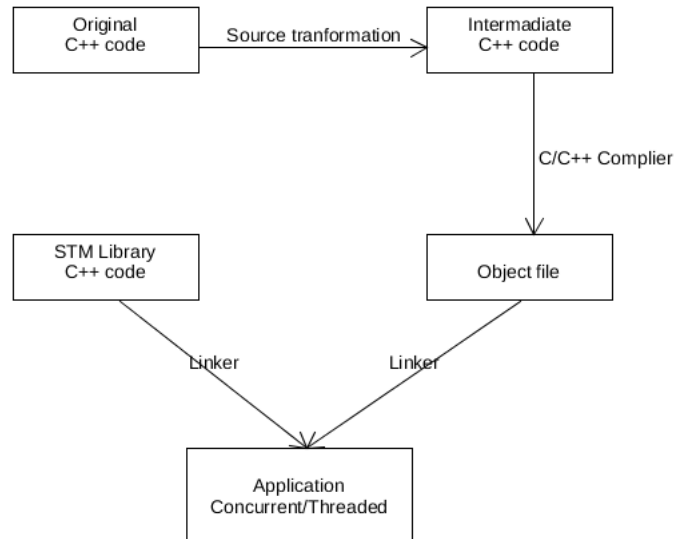 Original
C++ code
Source tranformation
Intermadiate
C++ code
C/C++ Complier
STM Library
C++ code
Object file
Linker
Linker
Application
Concurrent/Threaded